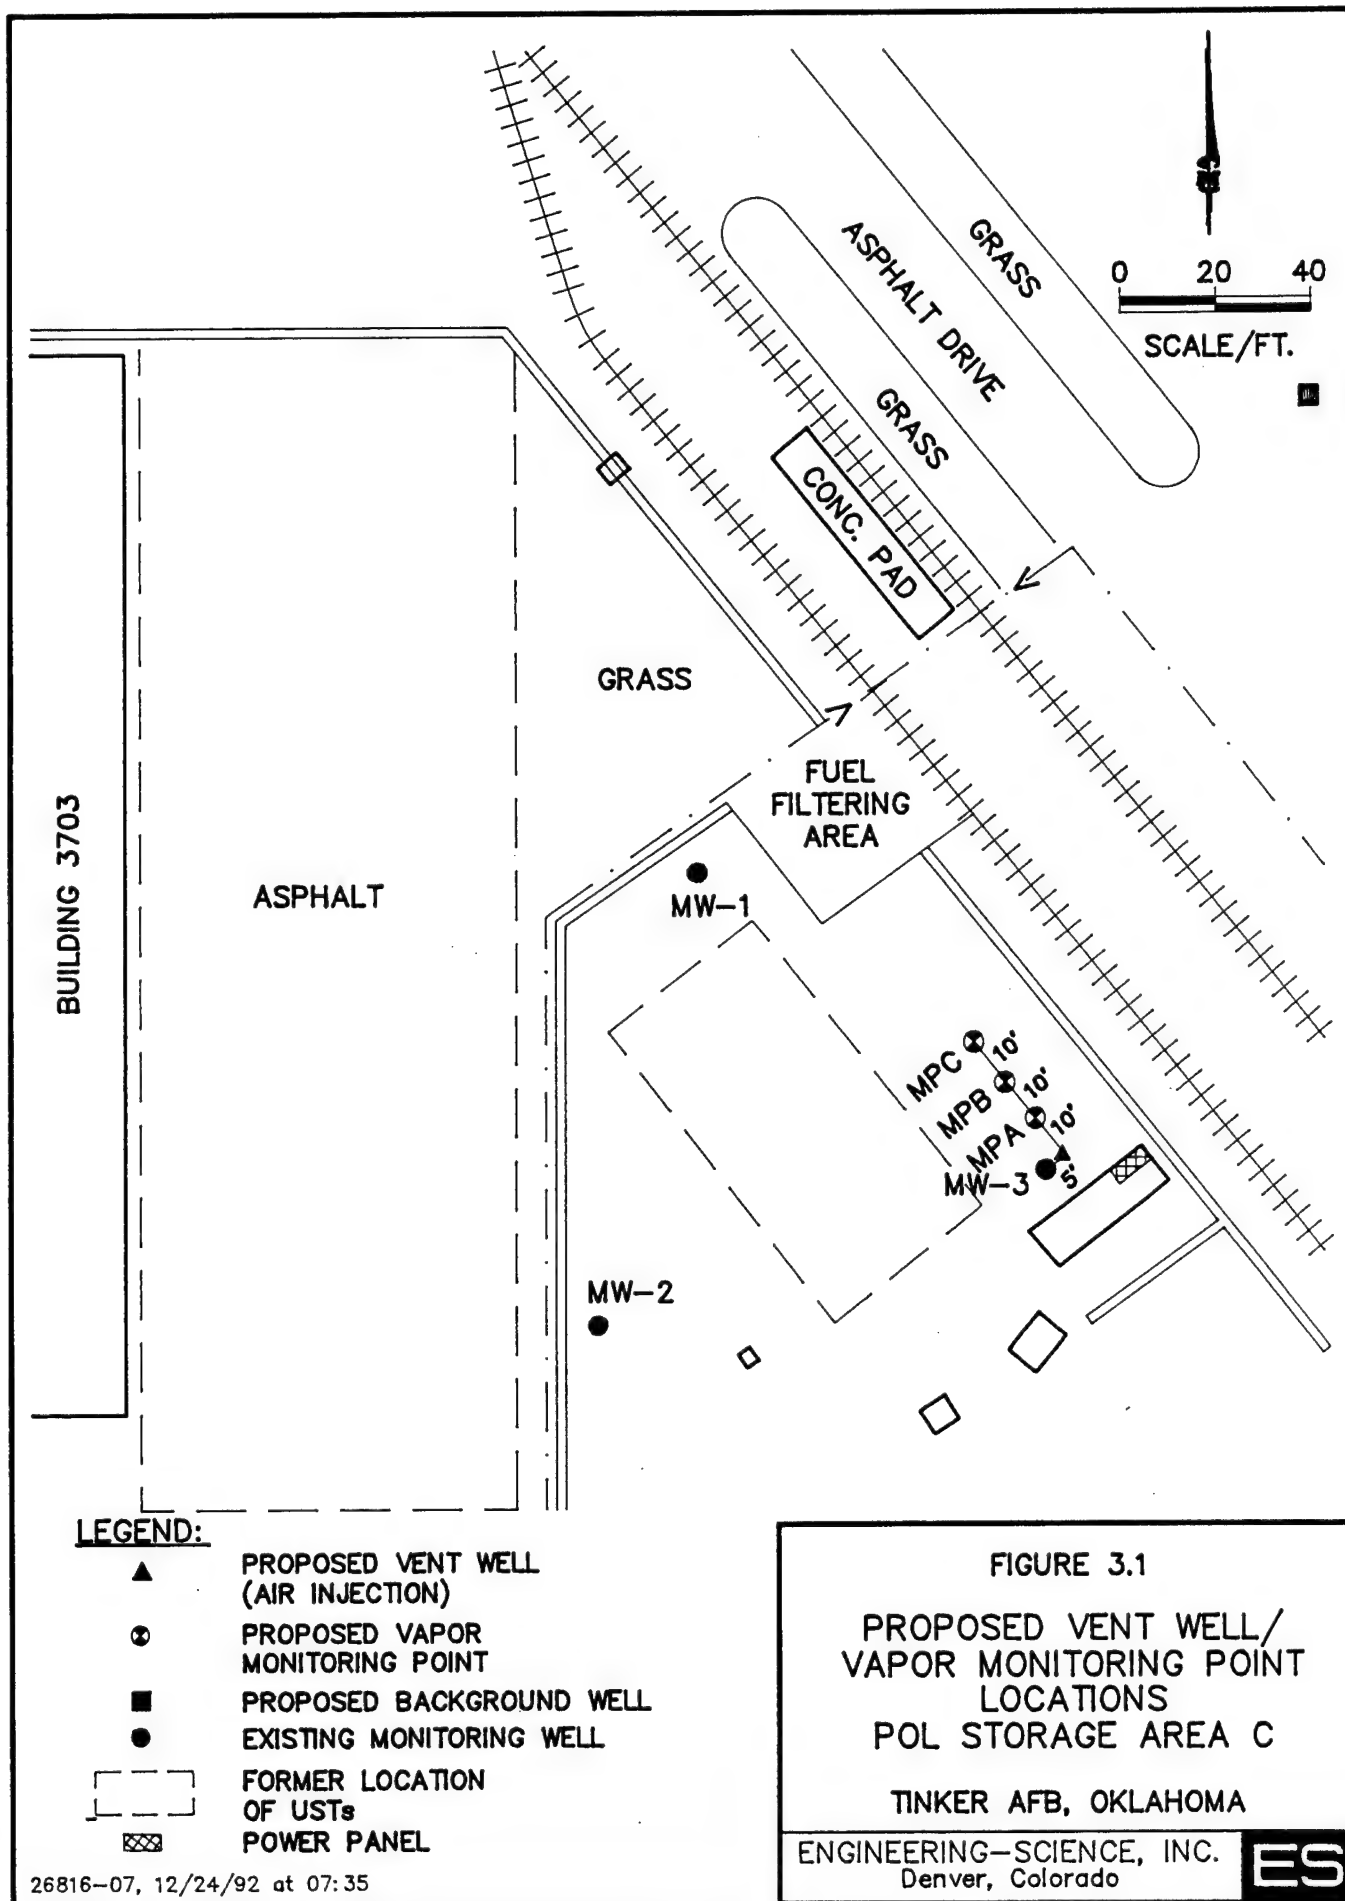 GRASS
ASPHALT DRIVE
GRASS
0 20 40
SCALE/FT.
CONC. PAD
GRASS
FUEL
FILTERING
AREA
BUILDING 3703
ASPHALT
MW-1
MPC
10'
MPB
10'
MPA
10'
MW-3
5'
MW-2
LEGEND:
PROPOSED VENT WELL
(AIR INJECTION)
PROPOSED VAPOR
MONITORING POINT
PROPOSED BACKGROUND WELL
EXISTING MONITORING WELL
FORMER LOCATION
OF USTs
POWER PANEL
26816-07, 12/24/92 at 07:35
FIGURE 3.1
PROPOSED VENT WELL/
VAPOR MONITORING POINT
LOCATIONS
POL STORAGE AREA C
TINKER AFB, OKLAHOMA
ENGINEERING-SCIENCE, INC.
Denver, Colorado
ES